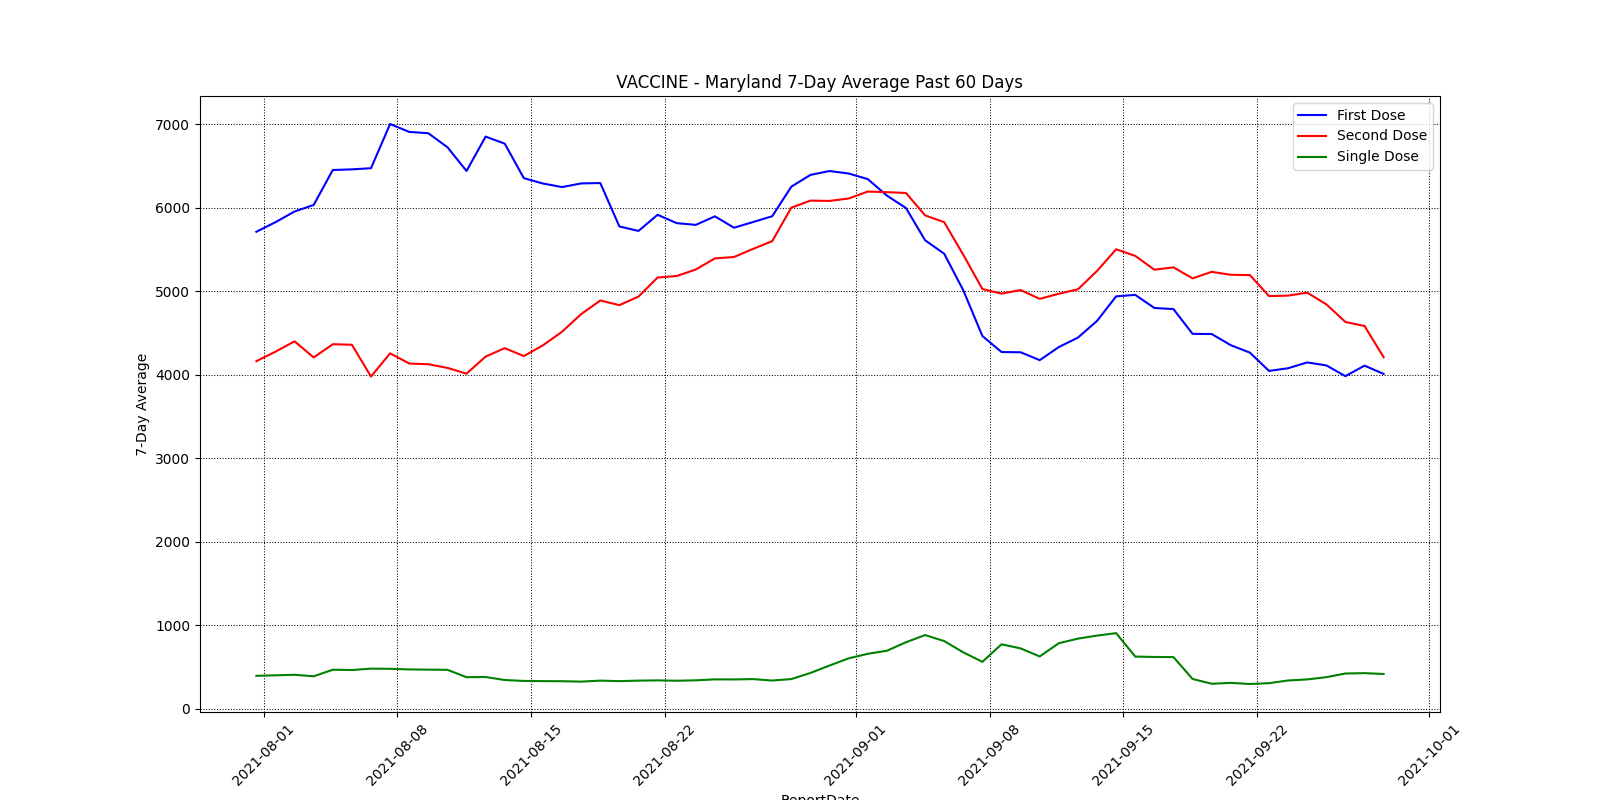 VACCINE - Maryland 7-Day Average Past 60 Days
First Dose
Second Dose
Single Dose
7-Day Average
7000
6000
5000
4000
3000
2000
1000
0
2021-08-01
2021-08-08
2021-08-15
2021-08-22
2021-09-01
2021-09-08
2021-09-15
2021-09-22
2021-10-01
ReportDate